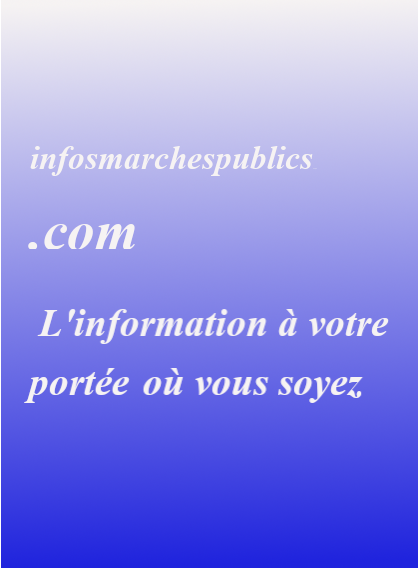 infosmarchespublics
.com
L'information à votre
portée où vous soyez